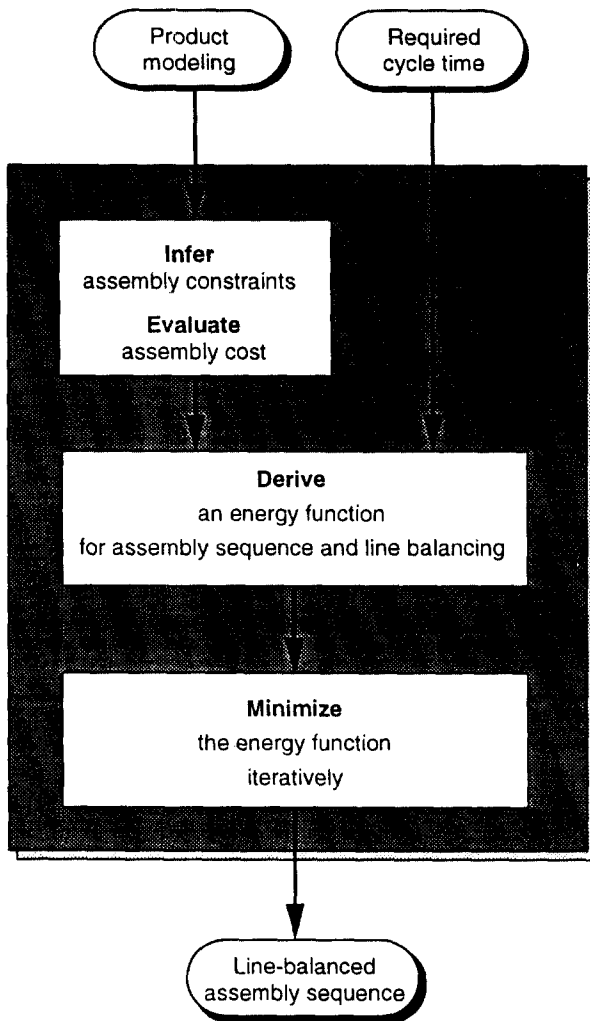 Product
modeling
Required
cycle time
Infer
assembly constraints
Evaluate
assembly cost
Derive
an energy function
for assembly sequence and line balancing
Minimize
the energy function
iteratively
Line-balanced
assembly sequence